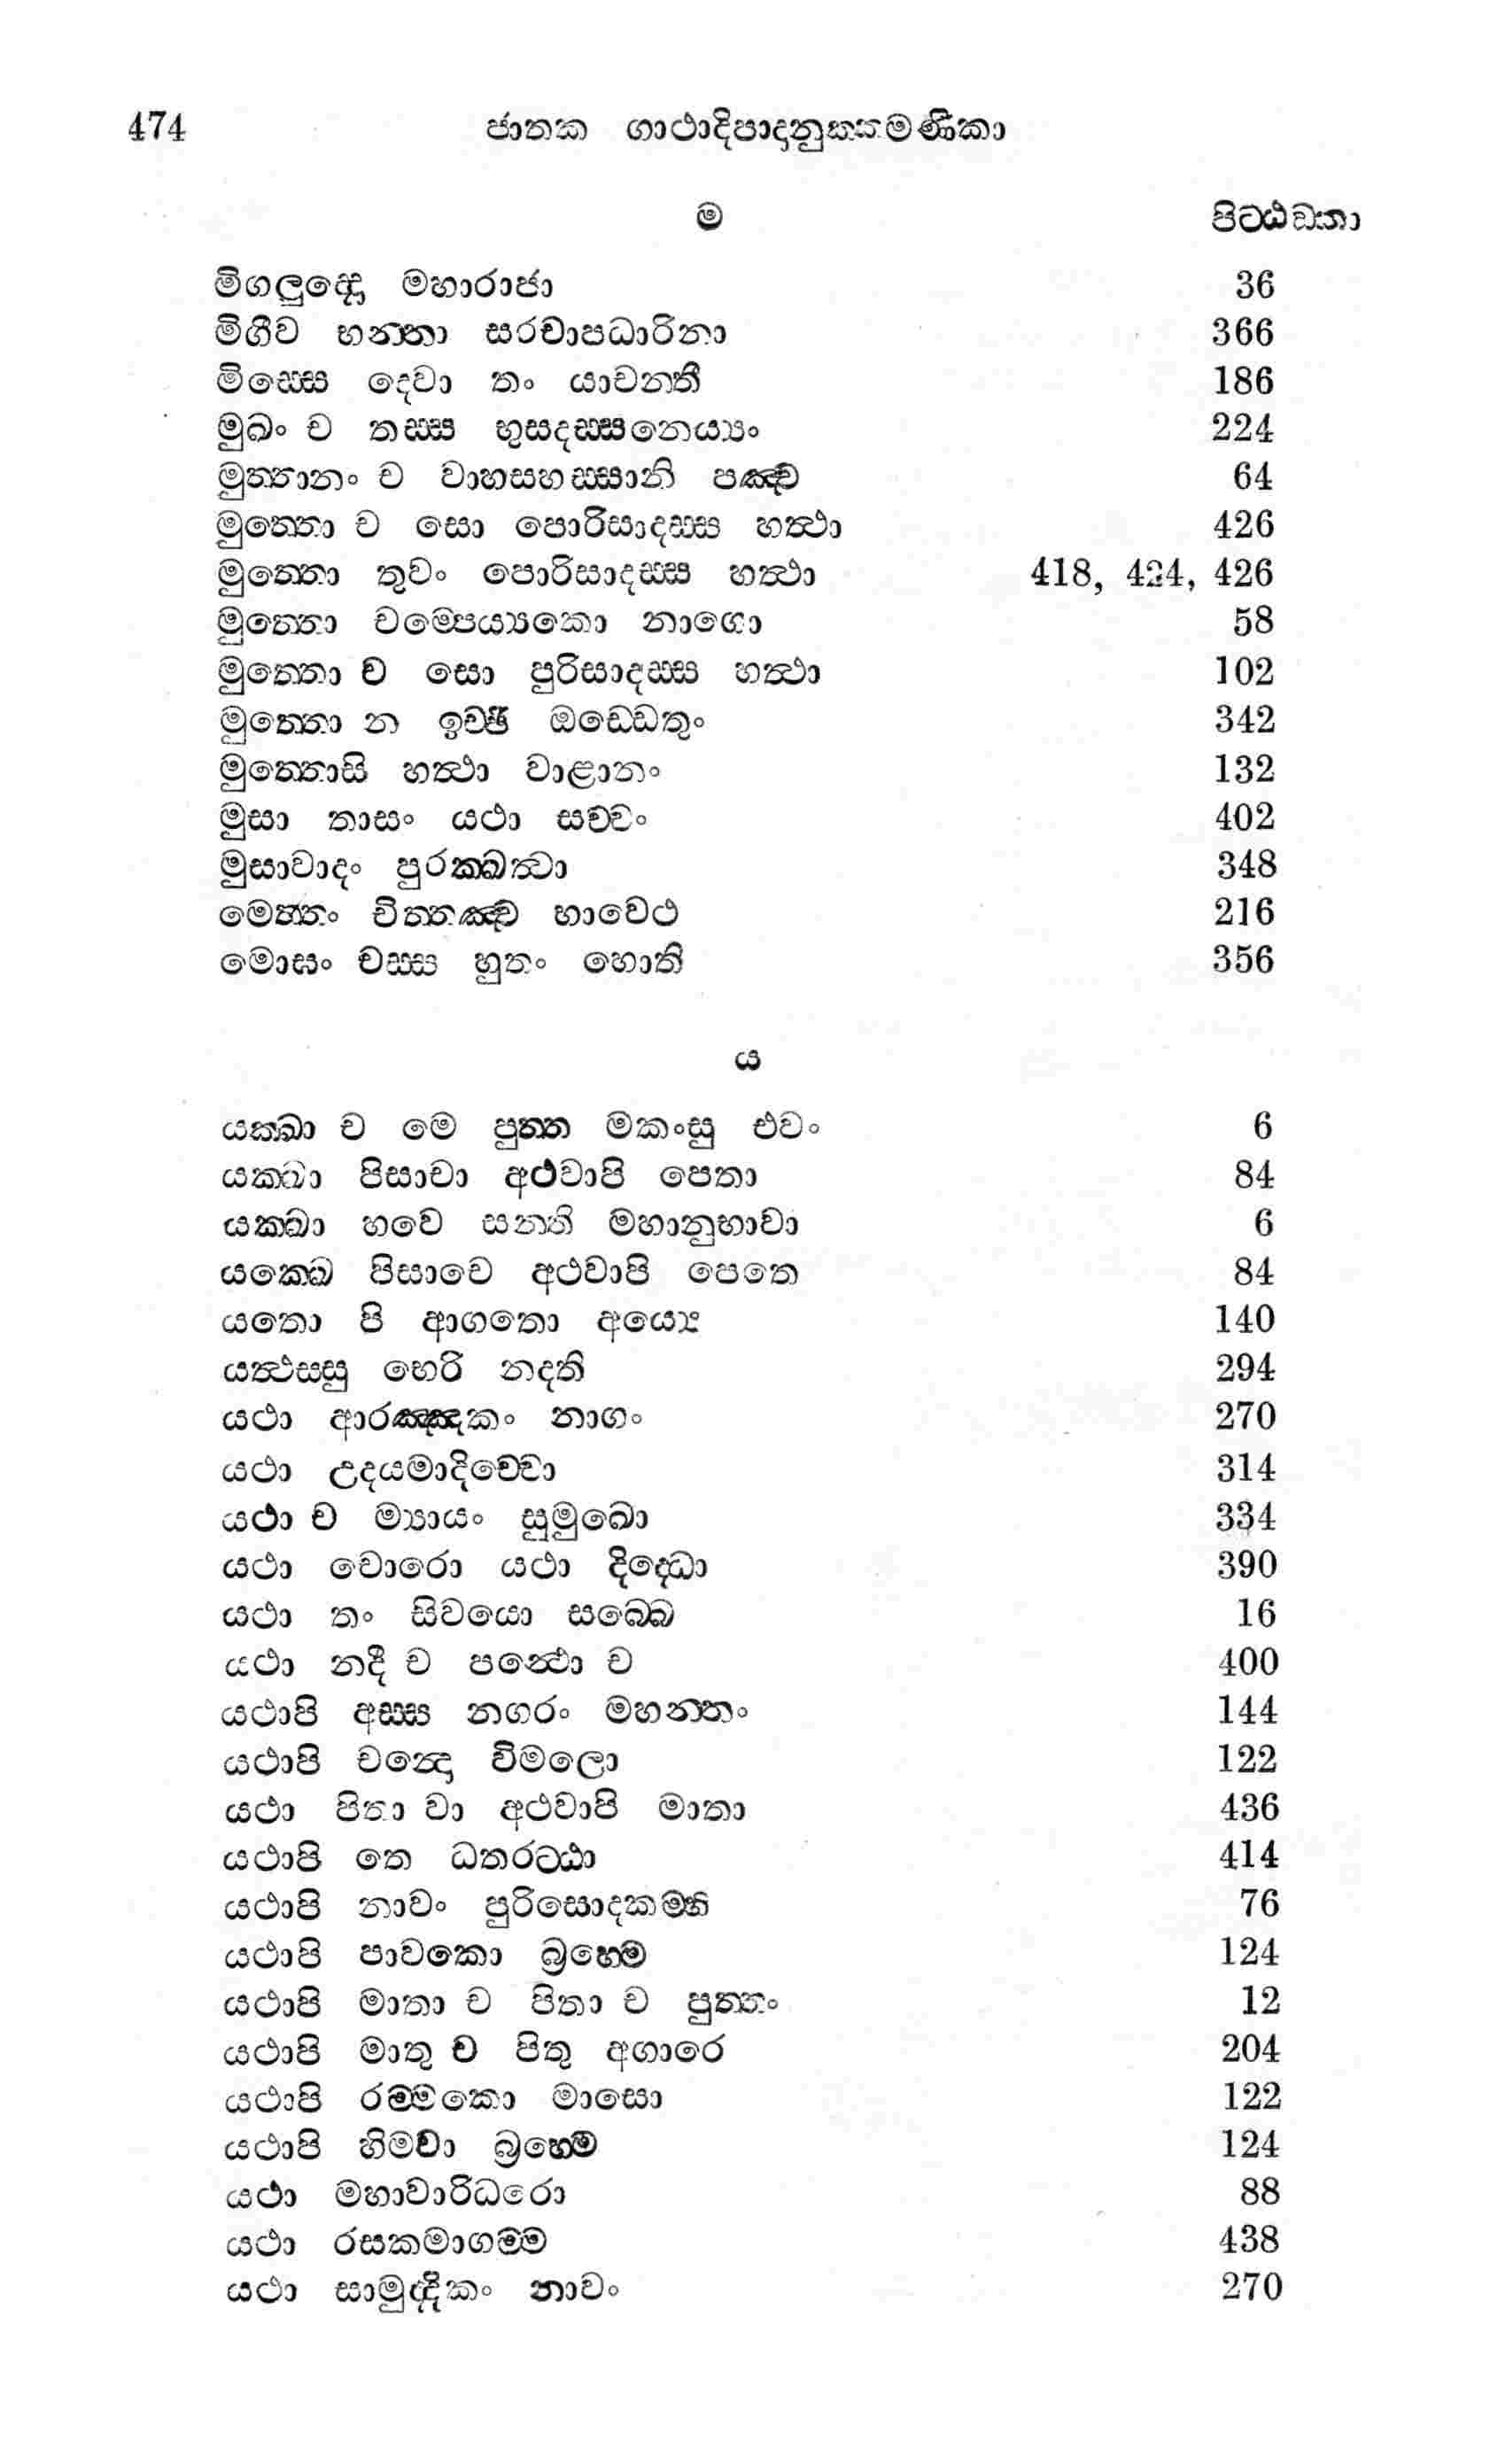 474 ජාතක ගාථාදිපාදානුක්කමණිකා
ම පිට්ඨඞ්කා
මිගලුද්දො මහාරාජා 36
මිගීව භන්තා සරචාපධාරිනා 366
මිස්සො දෙවා තං යාචන්ති 186
මුඛං ච තස්ස භුසදස්සනෙය්‍යං 224
මුත්තානං ච වාහසහස්සානි පඤ්ච 64
මුත්තො ච සො පොරිසාදස්ස හත්‍ථා 426
මුත්තො තුවං පොරිසාදස්ස හත්‍ථා 418, 424, 426
මුත්තො චම්පෙය්‍යකො නාගො 58
මුත්තො ච සො පුරිසාදස්ස හත්‍ථා 102
මුත්තො න ඉච්ඡි ඔඩ්ඩෙතුං 342
මුත්තොසි හත්‍ථා වාළානං 132
මුසා තාසං යථා සච්චං 402
මුසාවාදං පුරක්ඛත්‍වා 348
මෙත්තං චිත්තඤ්ච භාවෙථ 216
මොඝං චස්ස හුතං හොති 356
ය
යක්ඛා ච මෙ පුත්ත මකංසු එවං 6
යක්ඛා පිසාචා අථවාපි පෙතා 84
යක්ඛා හවෙ සන්ති මහානුභාවා 6
යක්ඛෙ පිසාචෙ අථවාපි පෙතෙ 84
යතො පි ආගතො අය්‍යො 140
යත්‍ථස්සු භෙරි නදති 294
යථා ආරඤ්ඤකං නාගං 270
යථා උදයමාදිච්චො 314
යථා ච ම්‍යායං සුමුඛො 334
යථා චොරො යථා දිද්ධො 390
යථා තං සිවයො සබ්බෙ 16
යථා නදී ච පන්‍ථො ච 400
යථාපි අස්ස නගරං මහන්තං 144
යථාපි චන්‍දො විමලො 122
යථා පිතා වා අථවාපි මාතා 436
යථාපි තෙ ධතරට්ඨා 414
යථාපි නාවං පුරිසොදකම්හි 76
යථාපි පාවකො බ්‍රහ්මෙ 124
යථාපි මාතා ච පිතා ච පුත්තං 12
යථාපි මාතු ච පිතු අගාරෙ 204
යථාපි රම්මකො මාසො 122
යථාපි හිමවා බ්‍රහ්මෙ 124
යථා මහාවාරිධරො 88
යථා රසකමාගම්ම 438
යථා සාමුද්දිකං නාවං 270